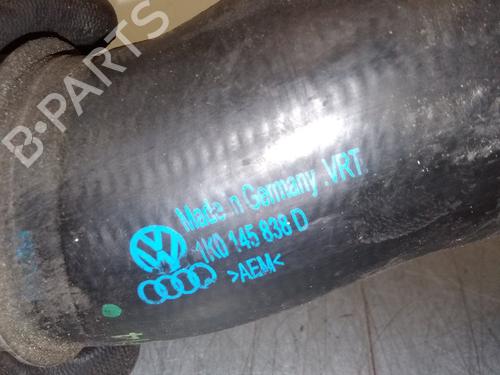 B-PARTS
Made in Germany .VRT
1K0 145 838 D
>AEM<